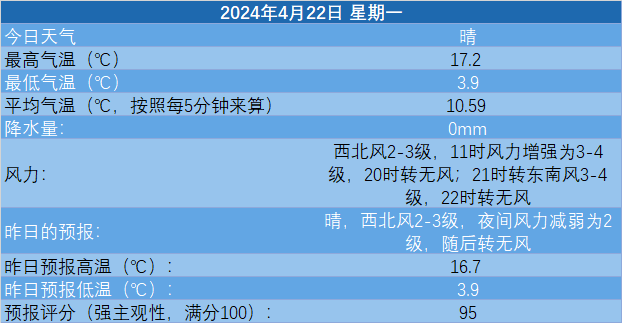 2024年4月22日 星期一
今日天气 晴
最高气温（℃） 17.2
最低气温（℃） 3.9
平均气温（℃，按照每5分钟来算） 10.59
降水量： 0mm
风力： 西北风2-3级，11时风力增强为3-4
级，20时转无风；21时转东南风3-4
级，22时转无风
昨日的预报： 晴，西北风2-3级，夜间风力减弱为2
级，随后转无风
昨日预报高温（℃）： 16.7
昨日预报低温（℃）： 3.9
预报评分（强主观性，满分100）： 95